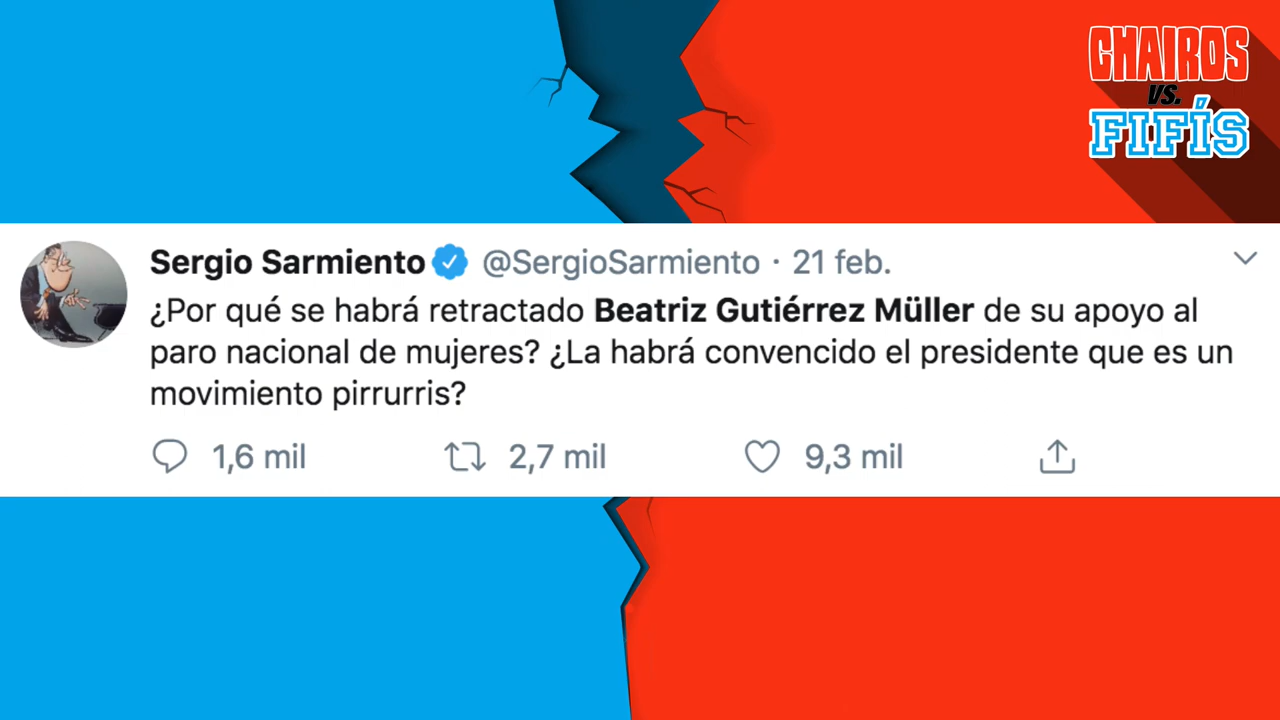 CHAIROS
VS.
FIFÍS
Sergio Sarmiento @SergioSarmiento · 21 feb.
¿Por qué se habrá retractado Beatriz Gutiérrez Müller de su apoyo al
paro nacional de mujeres? ¿La habrá convencido el presidente que es un
movimiento pirrurris?
1,6 mil 2,7 mil 9,3 mil